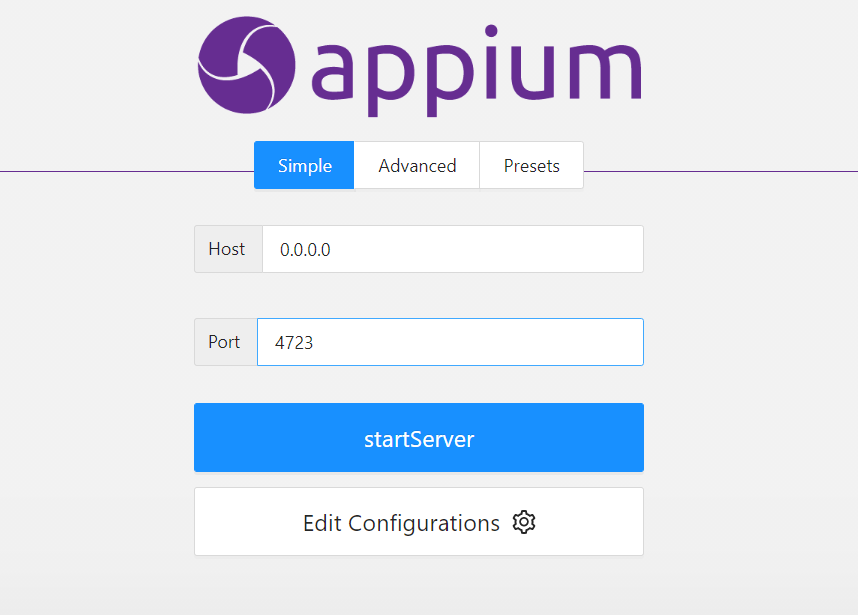 appium
Simple Advanced Presets
Host 0.0.0.0
Port 4723
startServer
Edit Configurations